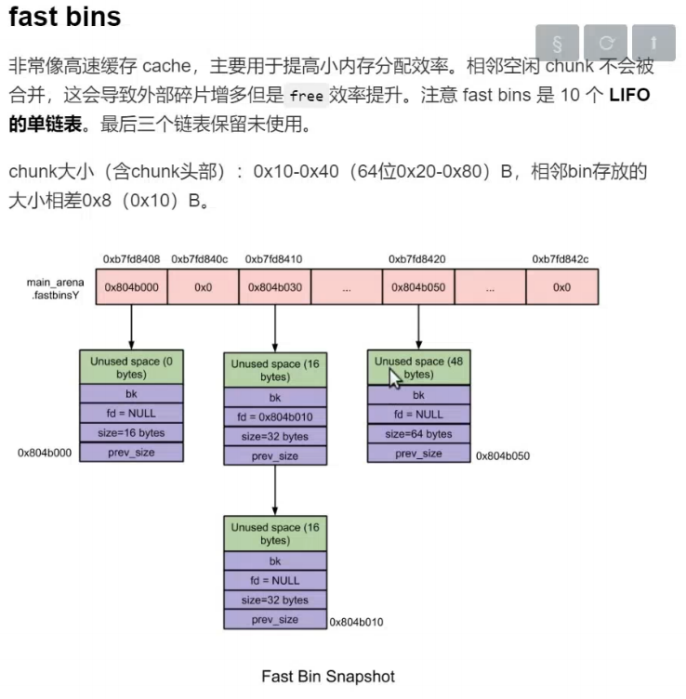 fast bins
§
非常像高速缓存 cache，主要用于提高小内存分配效率。相邻空闲 chunk 不会被
合并，这会导致外部碎片增多但是 free 效率提升。注意 fast bins 是 10 个 LIFO
的单链表。最后三个链表保留未使用。
chunk大小（含chunk头部）：0x10-0x40（64位0x20-0x80）B，相邻bin存放的
大小相差0x8（0x10）B。
0xb7fd8408 0xb7fd840c 0xb7fd8410 0xb7fd8420 0xb7fd842c
main_arena
.fastbinsY
0x804b000 0x0 0x804b030 ... 0x804b050 ... 0x0
Unused space (0
bytes)
bk
fd = NULL
size=16 bytes
prev_size
0x804b000
Unused space (16
bytes)
bk
fd = 0x804b010
size=32 bytes
prev_size
Unused space (48
bytes)
bk
fd = NULL
size=64 bytes
prev_size
0x804b050
Unused space (16
bytes)
bk
fd = NULL
size=32 bytes
prev_size
0x804b010
Fast Bin Snapshot